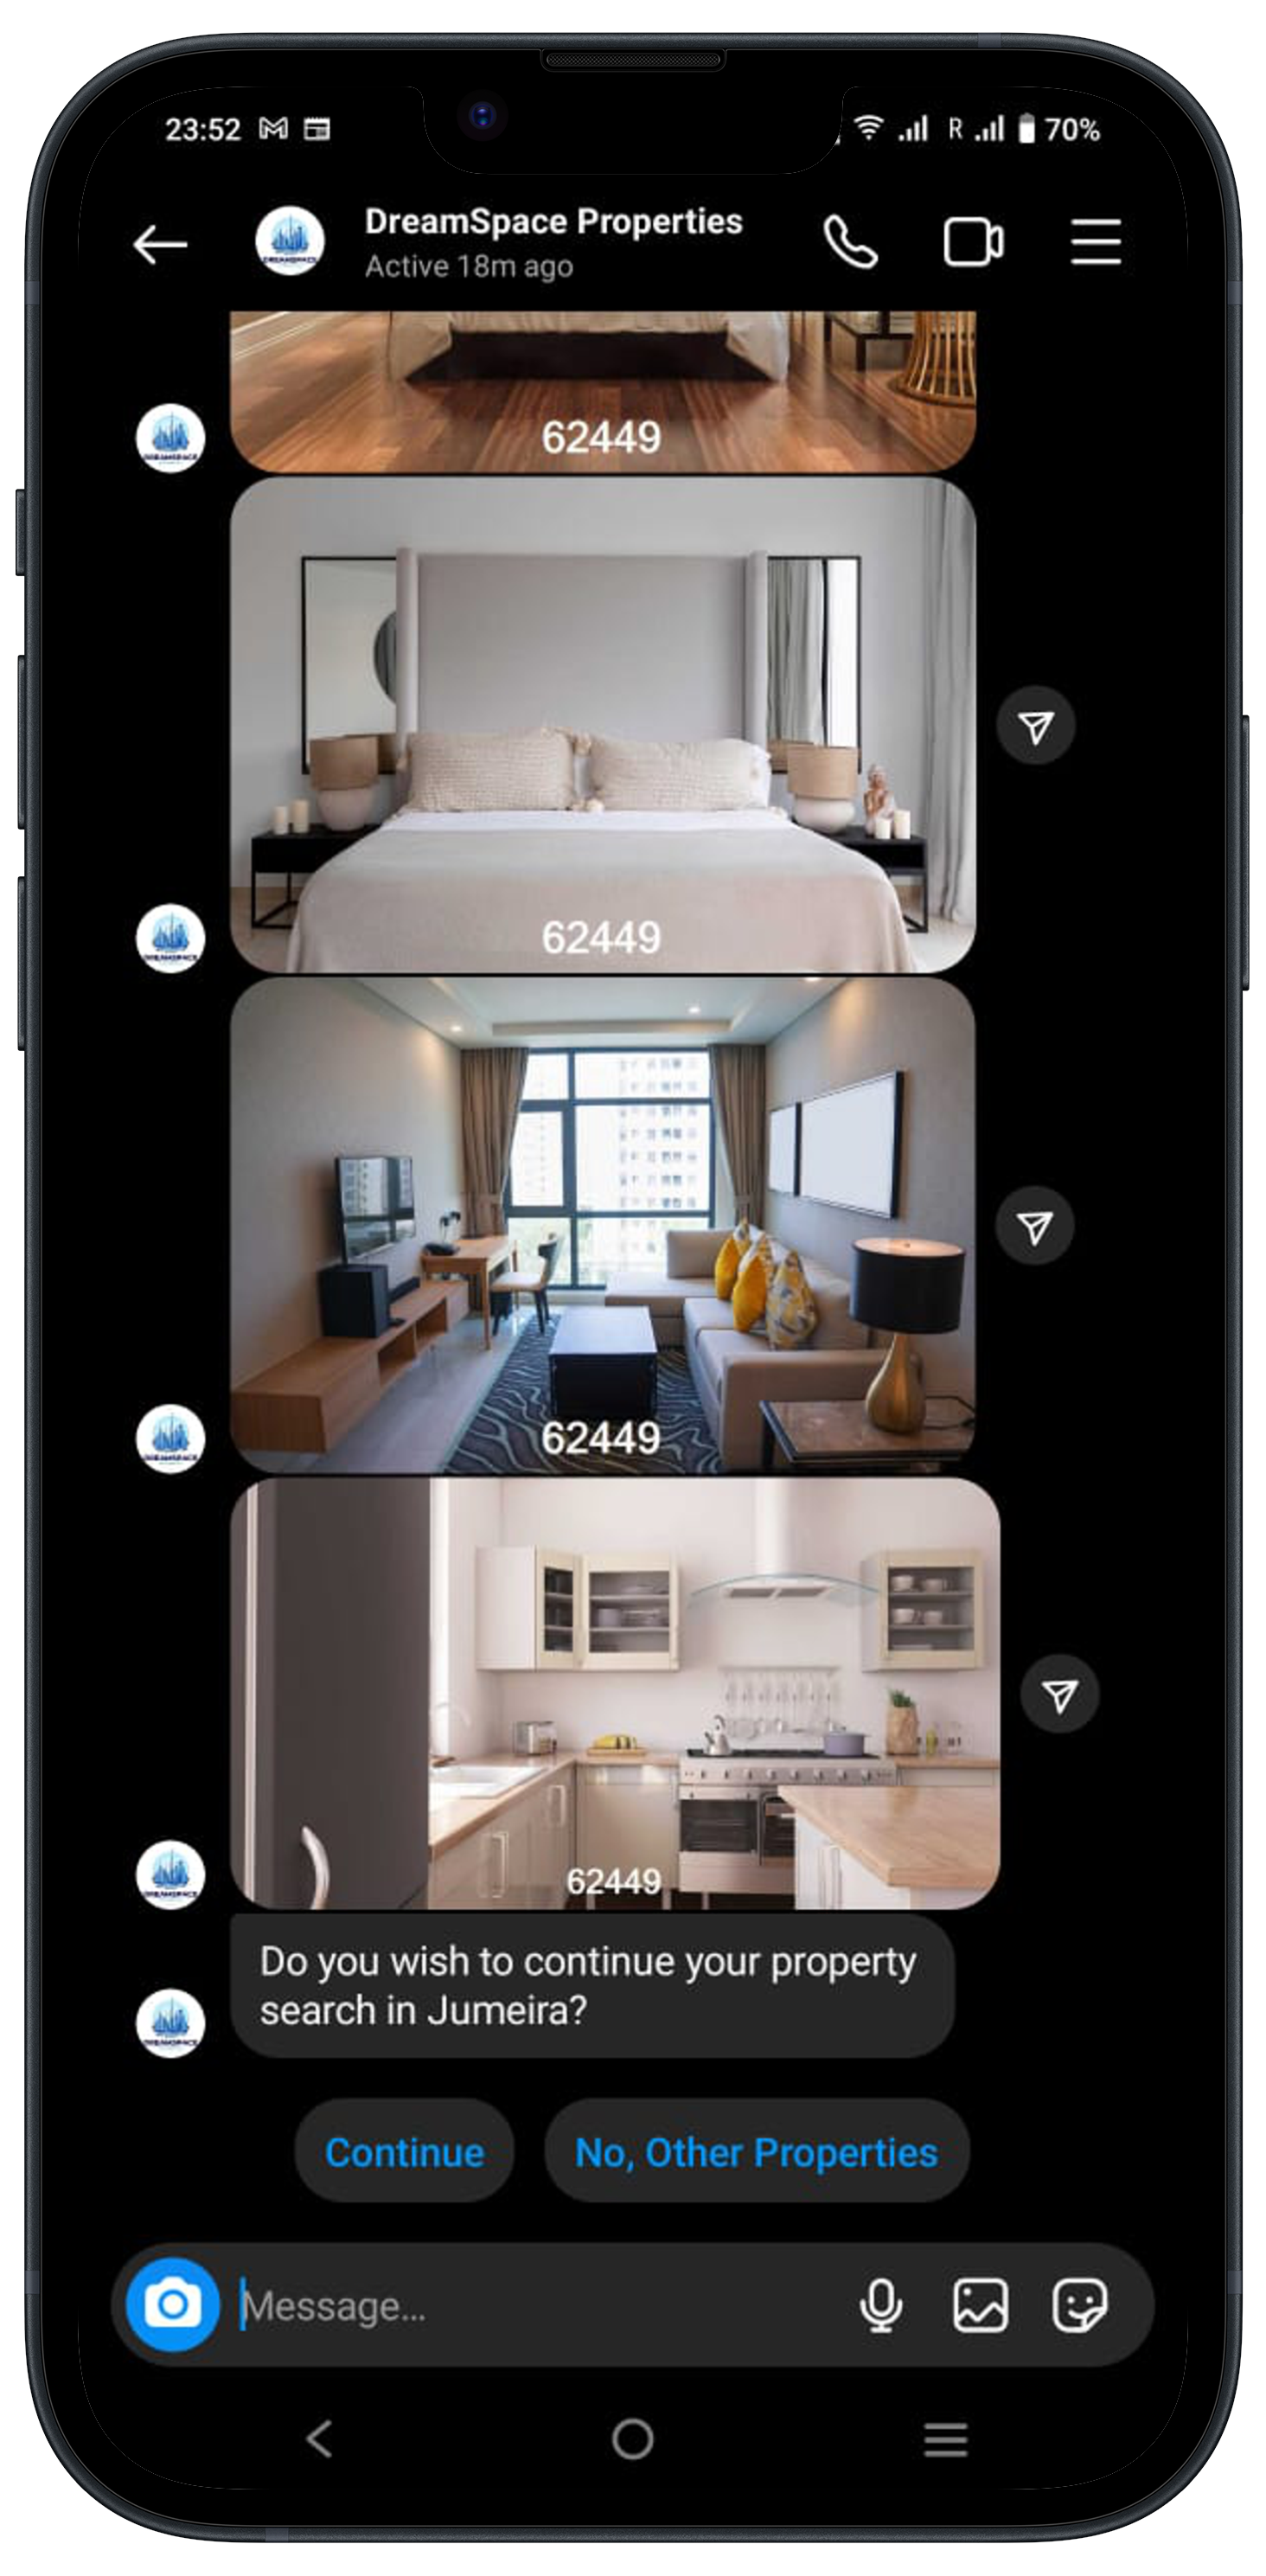 23:52
R 70%
DreamSpace Properties
Active 18m ago
62449
62449
62449
62449
Do you wish to continue your property
search in Jumeira?
Continue
No, Other Properties
Message...